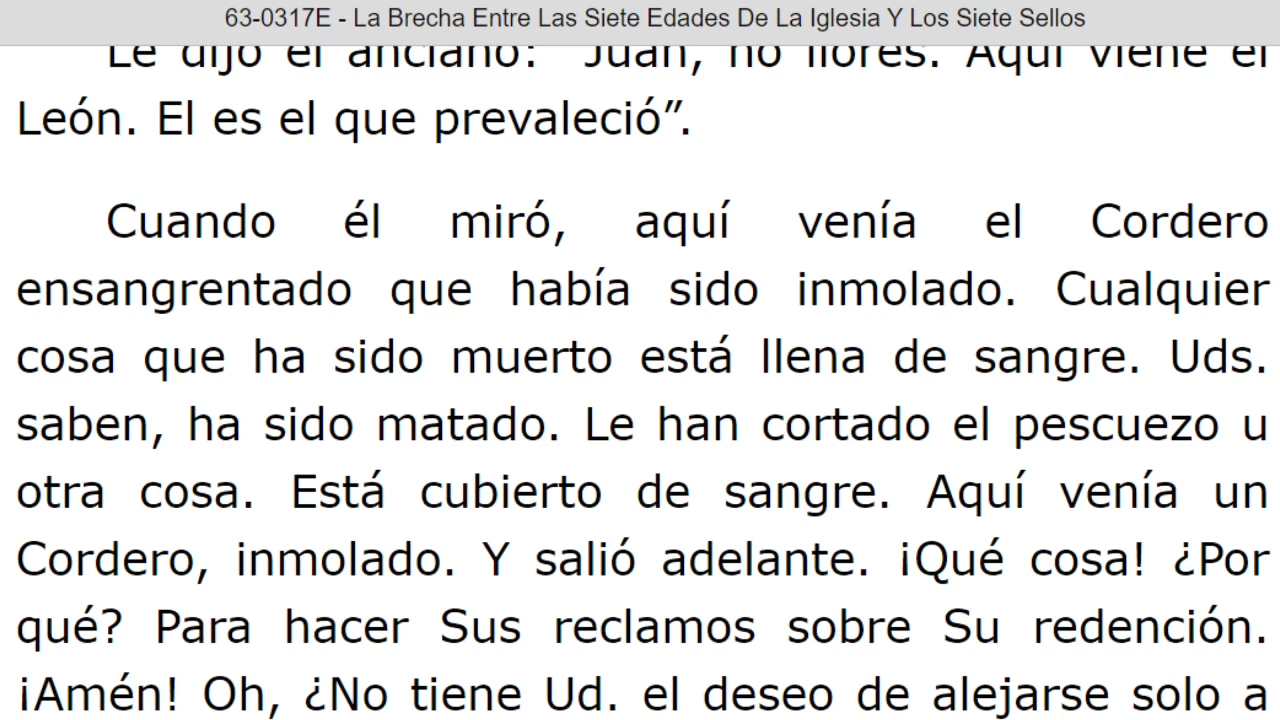 63-0317E - La Brecha Entre Las Siete Edades De La Iglesia Y Los Siete Sellos
Le dijo el anciano: “Juan, no llores. Aquí viene el
León. El es el que prevaleció”.
Cuando él miró, aquí venía el Cordero
ensangrentado que había sido inmolado. Cualquier
cosa que ha sido muerto está llena de sangre. Uds.
saben, ha sido matado. Le han cortado el pescuezo u
otra cosa. Está cubierto de sangre. Aquí venía un
Cordero, inmolado. Y salió adelante. ¡Qué cosa! ¿Por
qué? Para hacer Sus reclamos sobre Su redención.
¡Amén! Oh, ¿No tiene Ud. el deseo de alejarse solo a